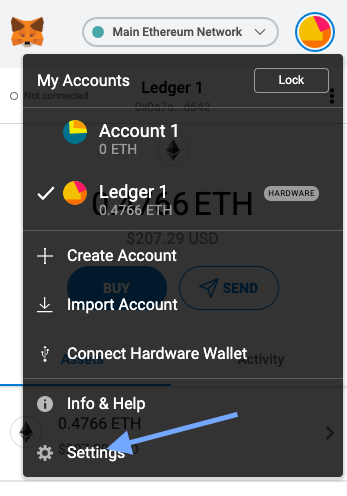 Main Ethereum Network
My Accounts
Lock
Ledger 1
Not connected
0x0a7a...d642
Account 1
0 ETH
Ledger 1
HARDWARE
0.4766 ETH
0.4766 ETH
$207.29 USD
Create Account
BUY
SEND
Import Account
Connect Hardware Wallet
Assets
Activity
Info & Help
0.4766 ETH
Settings